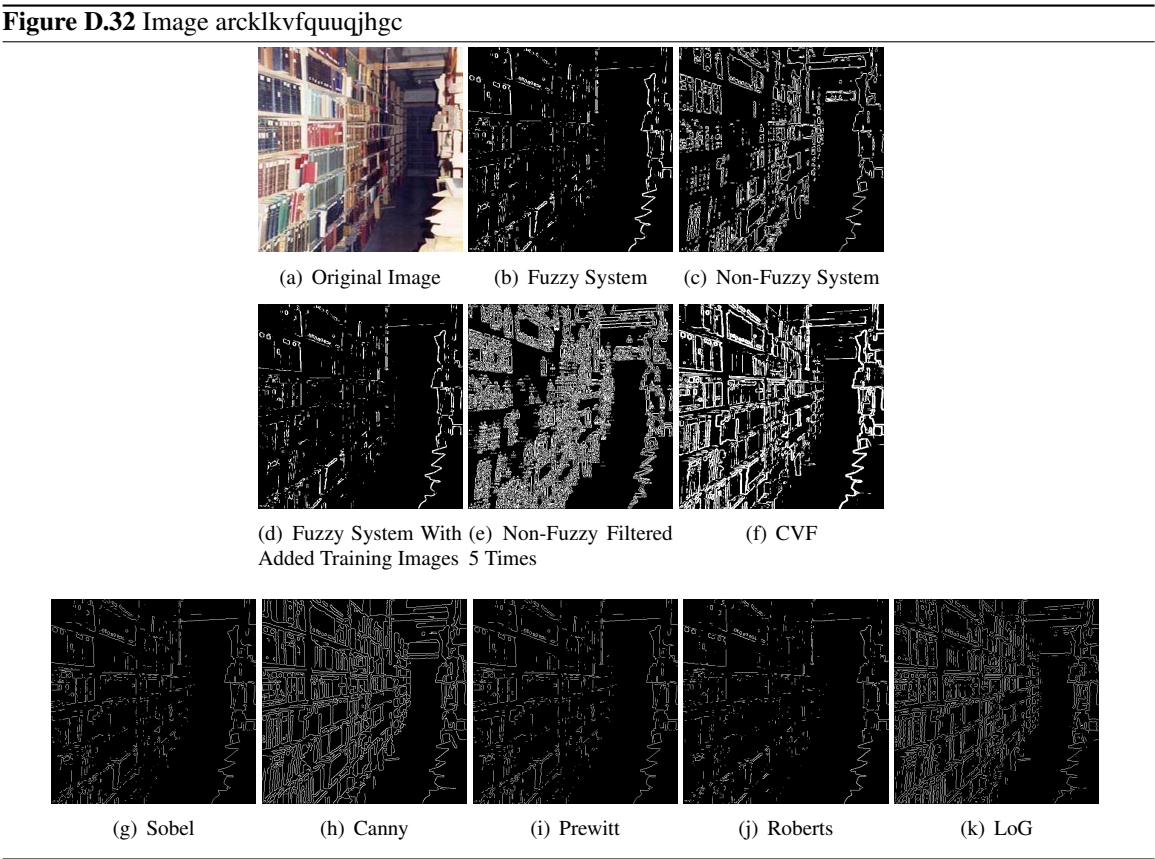 Figure D.32 Image arcklkvfquuqjhgc
(a) Original Image
(b) Fuzzy System
(c) Non-Fuzzy System
(d) Fuzzy System With
Added Training Images
(e) Non-Fuzzy Filtered
5 Times
(f) CVF
(g) Sobel
(h) Canny
(i) Prewitt
(j) Roberts
(k) LoG